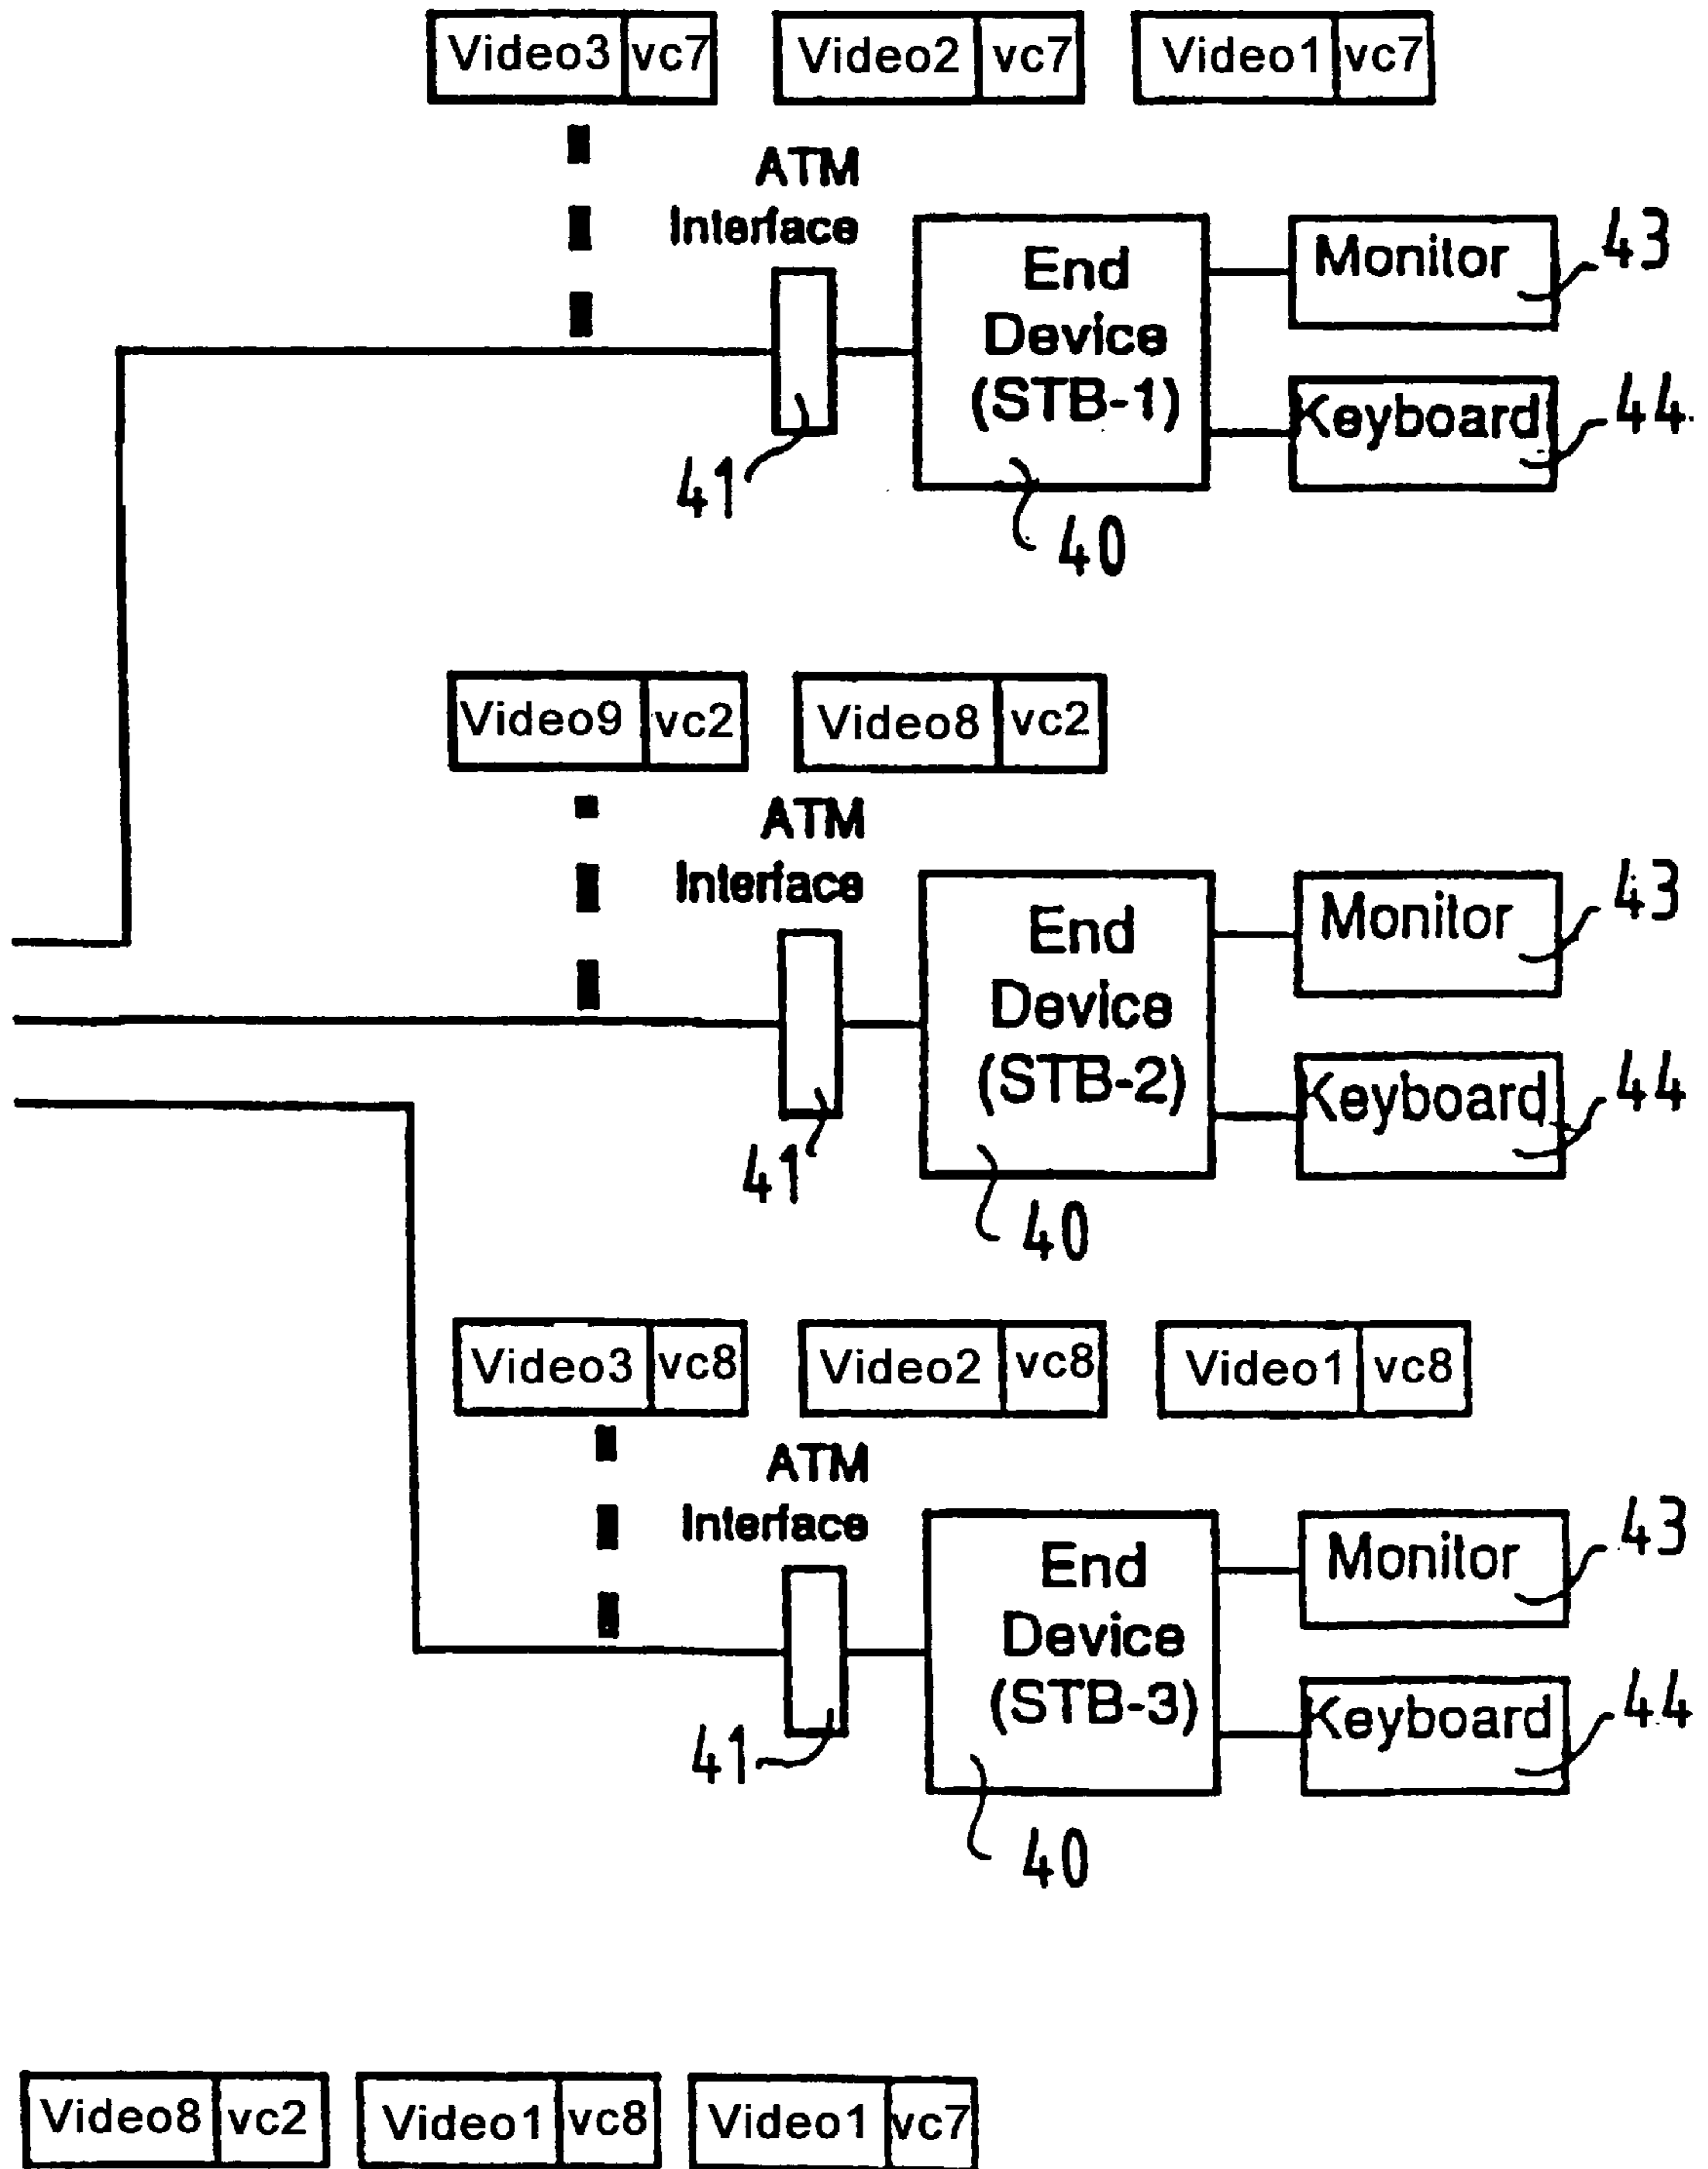 Video3 vc7 Video2 vc7 Video1 vc7
ATM
Interface
End
Device
(STB-1)
Monitor
43
Keyboard
44
41
40
Video9 vc2 Video8 vc2
ATM
Interface
End
Device
(STB-2)
Monitor
43
Keyboard
44
41
40
Video3 vc8 Video2 vc8 Video1 vc8
ATM
Interface
End
Device
(STB-3)
Monitor
43
Keyboard
44
41
40
Video8 vc2 Video1 vc8 Video1 vc7